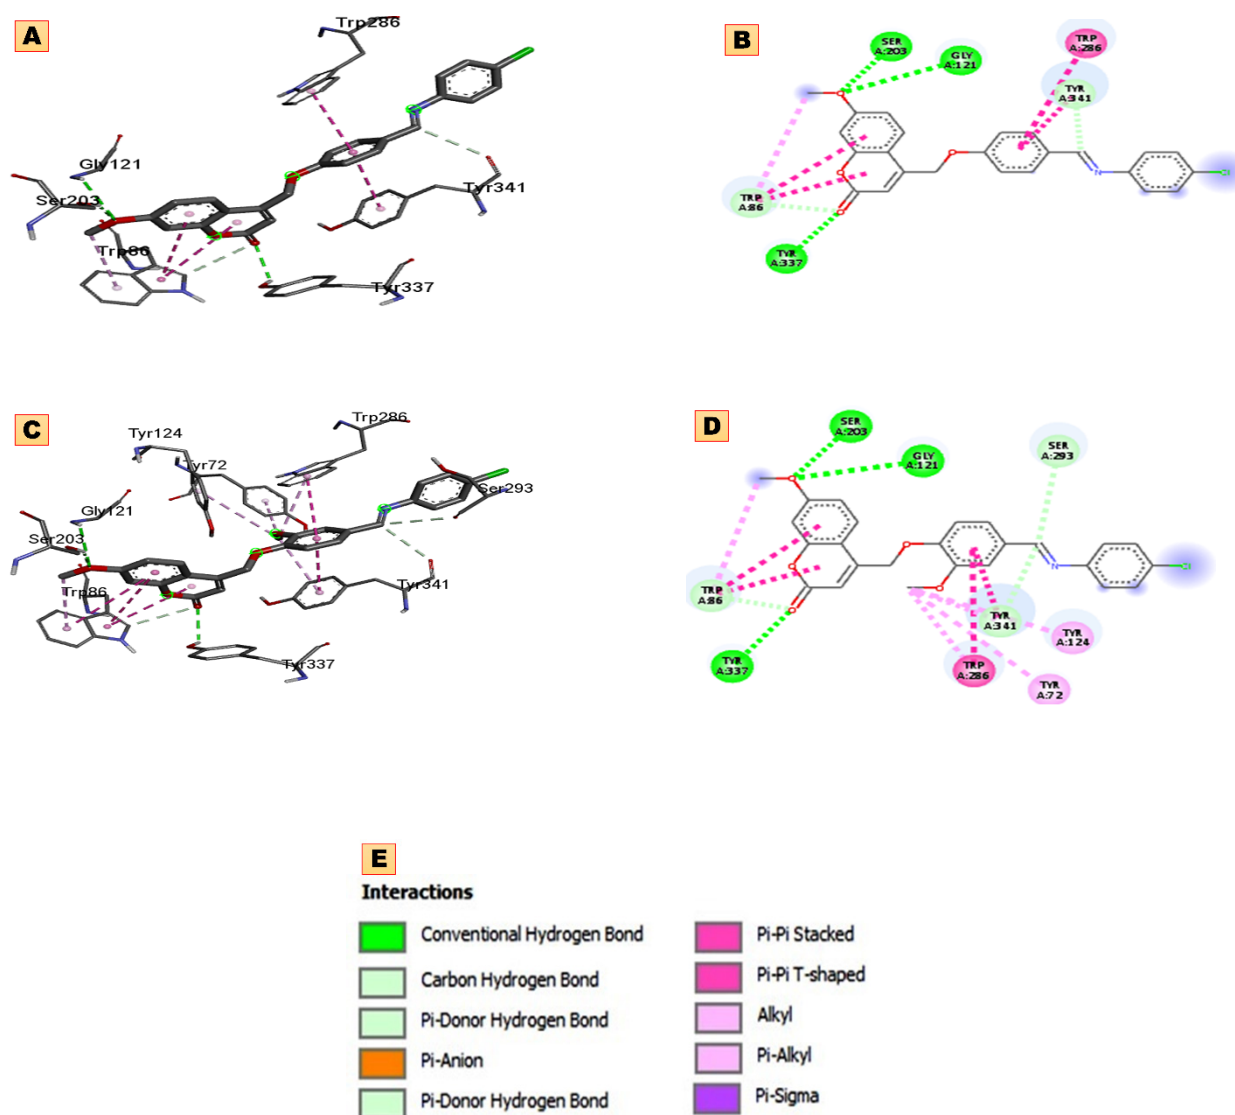 A
Trp286
Gly121
Ser203
Trp86
Tyr341
Tyr337
B
SER
A:203
GLY
A:121
TRP
A:286
TYR
A:341
TRP
A:86
TYR
A:337
O
O
O
O
N
Cl
C
Trp286
Tyr124
Tyr72
Ser293
Gly121
Ser203
Trp86
Tyr341
Tyr337
D
SER
A:203
GLY
A:121
SER
A:293
TRP
A:86
TYR
A:341
TYR
A:124
TYR
A:337
TRP
A:286
TYR
A:72
O
O
O
O
O
N
Cl
E
Interactions
Conventional Hydrogen Bond
Carbon Hydrogen Bond
Pi-Donor Hydrogen Bond
Pi-Anion
Pi-Donor Hydrogen Bond
Pi-Pi Stacked
Pi-Pi T-shaped
Alkyl
Pi-Alkyl
Pi-Sigma